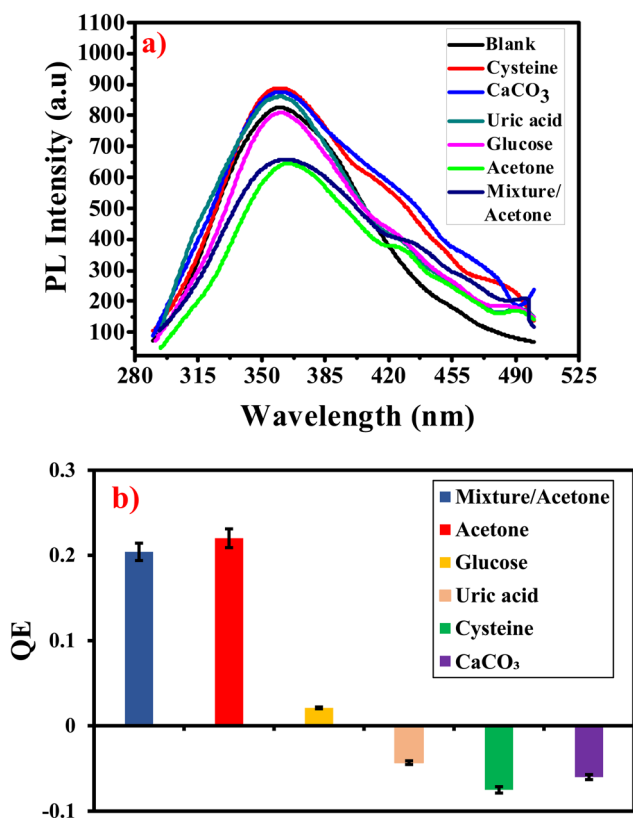 a)
1100
1000
900
800
700
600
500
400
300
200
100
PL Intensity (a.u)
Blank
Cysteine
CaCO3
Uric acid
Glucose
Acetone
Mixture/
Acetone
280 315 350 385 420 455 490 525
Wavelength (nm)
b)
0.3
0.2
0.1
0
-0.1
QE
Mixture/Acetone
Acetone
Glucose
Uric acid
Cysteine
CaCO₃